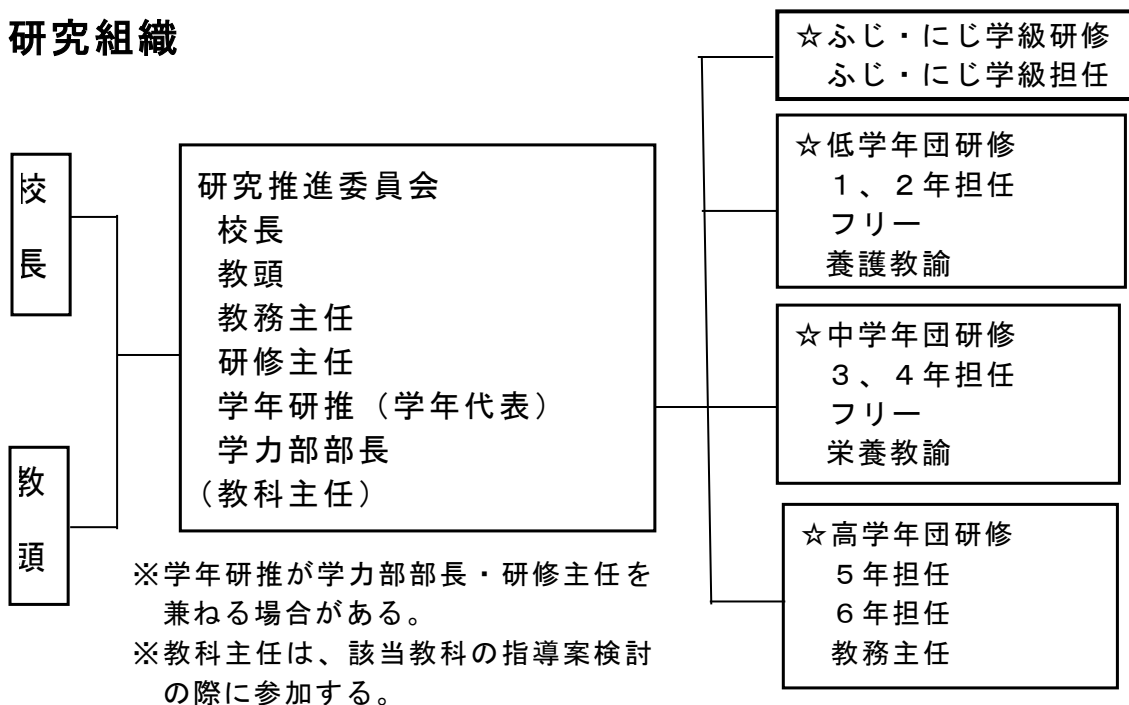 研究組織
校
長
教
頭
研究推進委員会
校長
教頭
教務主任
研修主任
学年研推（学年代表）
学力部部長
（教科主任）
※学年研推が学力部部長・研修主任を
兼ねる場合がある。
※教科主任は、該当教科の指導案検討
の際に参加する。
☆ふじ・にじ学級研修
ふじ・にじ学級担任
☆低学年団研修
１、２年担任
フリー
養護教諭
☆中学年団研修
３、４年担任
フリー
栄養教諭
☆高学年団研修
５年担任
６年担任
教務主任